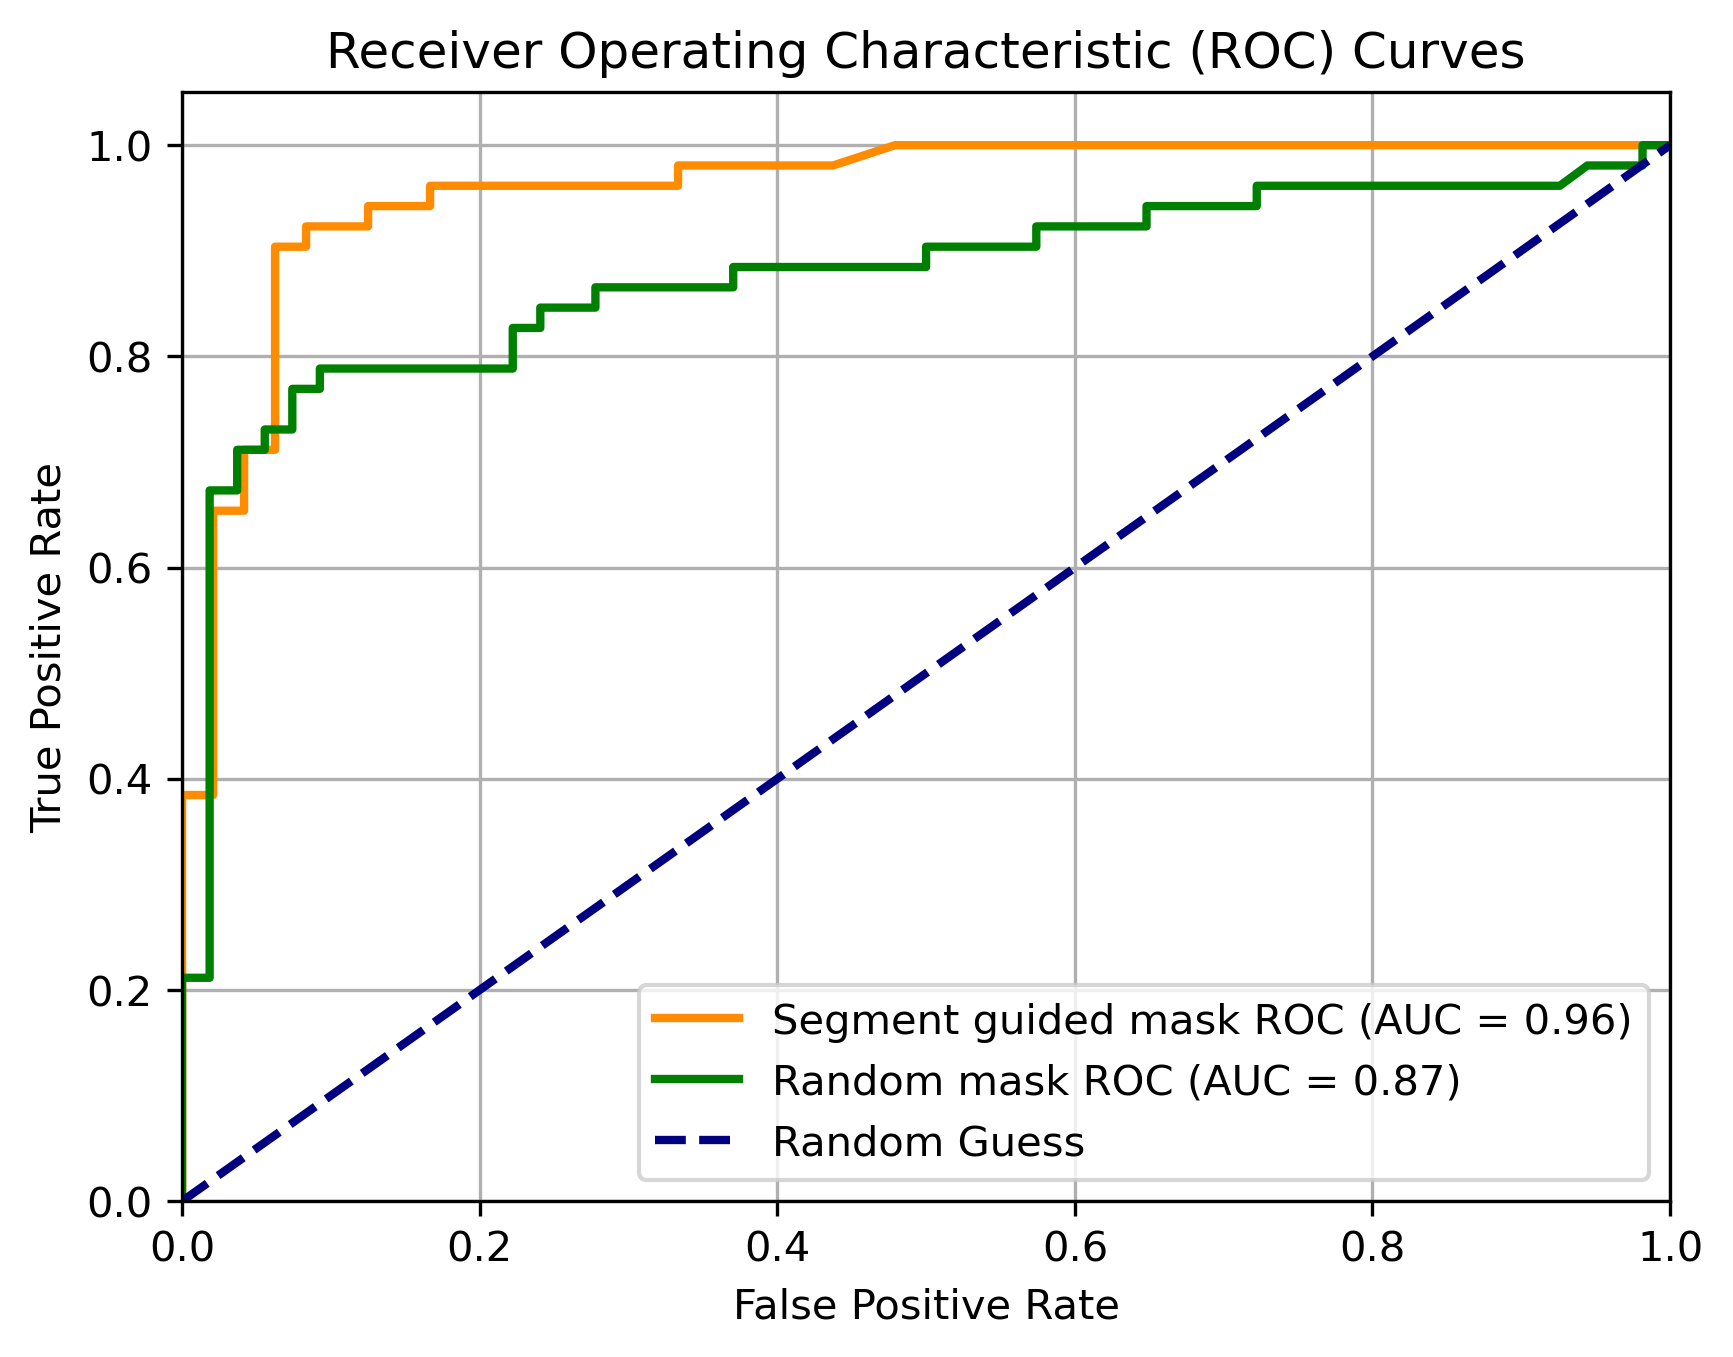 Receiver Operating Characteristic (ROC) Curves
1.0
0.8
0.6
0.4
0.2
0.0
True Positive Rate
Segment guided mask ROC (AUC = 0.96)
Random mask ROC (AUC = 0.87)
Random Guess
0.0 0.2 0.4 0.6 0.8 1.0
False Positive Rate